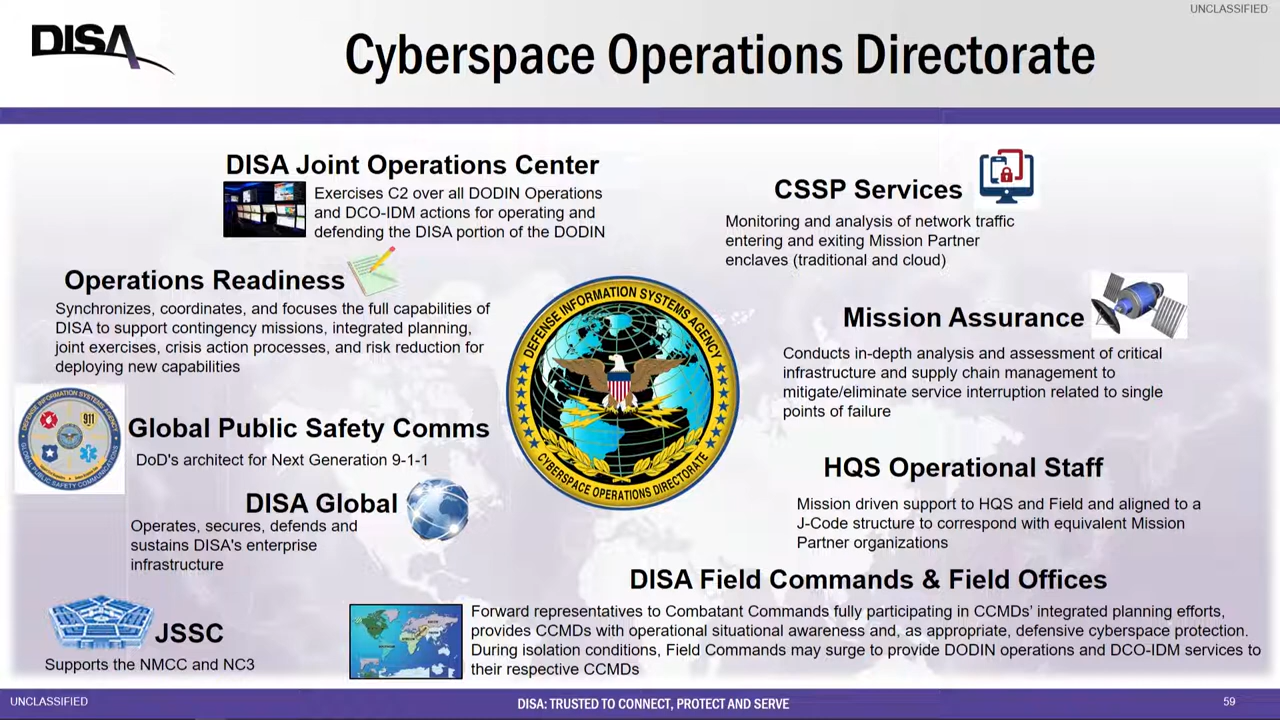 UNCLASSIFIED
DISA
Cyberspace Operations Directorate
DISA Joint Operations Center
Exercises C2 over all DODIN Operations
and DCO-IDM actions for operating and
defending the DISA portion of the DODIN
CSSP Services
Monitoring and analysis of network traffic
entering and exiting Mission Partner
enclaves (traditional and cloud)
Operations Readiness
Synchronizes, coordinates, and focuses the full capabilities of
DISA to support contingency missions, integrated planning,
joint exercises, crisis action processes, and risk reduction for
deploying new capabilities
DEFENSE INFORMATION SYSTEMS AGENCY
CYBERSPACE OPERATIONS DIRECTORATE
Mission Assurance
Conducts in-depth analysis and assessment of critical
infrastructure and supply chain management to
mitigate/eliminate service interruption related to single
points of failure
DEFENSE INFORMATION SYSTEMS AGENCY
911
GLOBAL PUBLIC SAFETY COMMUNICATIONS
Global Public Safety Comms
DoD's architect for Next Generation 9-1-1
HQS Operational Staff
Mission driven support to HQS and Field and aligned to a
J-Code structure to correspond with equivalent Mission
Partner organizations
DISA Global
Operates, secures, defends and
sustains DISA's enterprise
infrastructure
DISA Field Commands & Field Offices
Forward representatives to Combatant Commands fully participating in CCMDs' integrated planning efforts,
provides CCMDs with operational situational awareness and, as appropriate, defensive cyberspace protection.
During isolation conditions, Field Commands may surge to provide DODIN operations and DCO-IDM services to
their respective CCMDs
JSSC
Supports the NMCC and NC3
UNCLASSIFIED
DISA: TRUSTED TO CONNECT, PROTECT AND SERVE
59